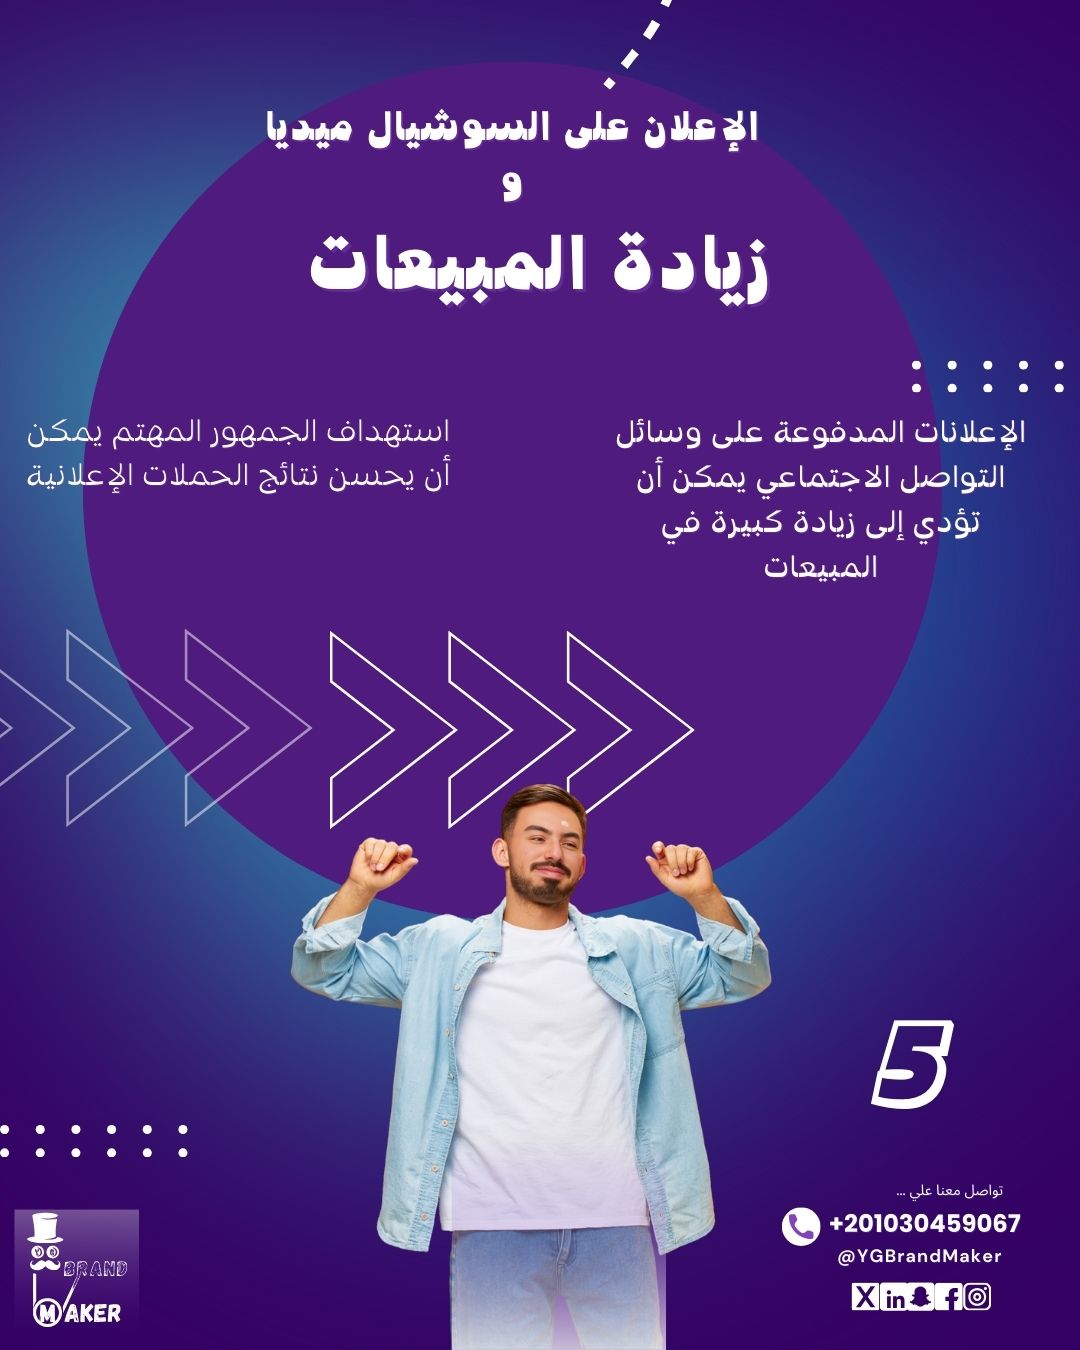 الإعلان على السوشيال ميديا
و
زيادة المبيعات
الإعلانات المدفوعة على وسائل
التواصل الاجتماعي يمكن أن
تؤدي إلى زيادة كبيرة في
المبيعات
استهداف الجمهور المهتم يمكن
أن يحسن نتائج الحملات الإعلانية
5
تواصل معنا علي ...
+201030459067
@YGBrandMaker
X in f
BRAND
MAKER